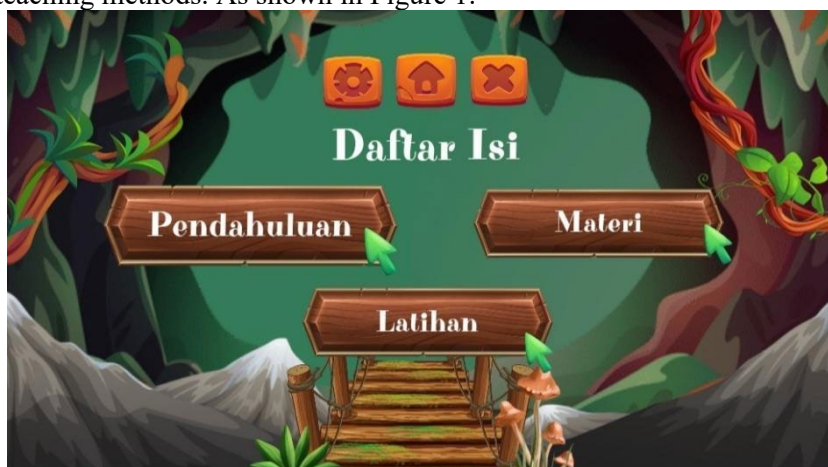 teaching methods. As shown in Figure 1.
Daftar Isi
Pendahuluan
Materi
Latihan